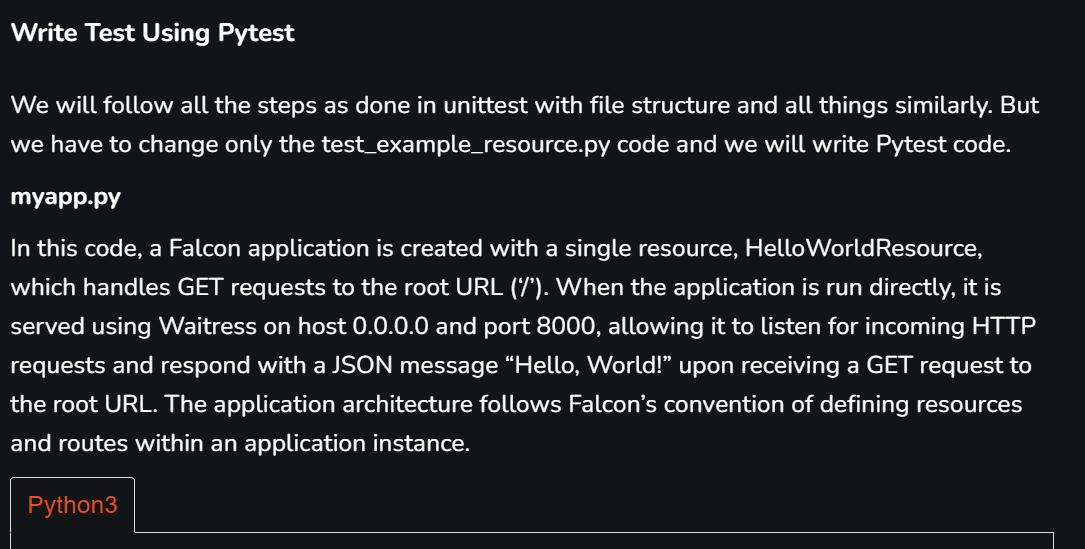 Write Test Using Pytest
We will follow all the steps as done in unittest with file structure and all things similarly. But
we have to change only the test_example_resource.py code and we will write Pytest code.
myapp.py
In this code, a Falcon application is created with a single resource, HelloWorldResource,
which handles GET requests to the root URL (‘/’). When the application is run directly, it is
served using Waitress on host 0.0.0.0 and port 8000, allowing it to listen for incoming HTTP
requests and respond with a JSON message “Hello, World!” upon receiving a GET request to
the root URL. The application architecture follows Falcon’s convention of defining resources
and routes within an application instance.
Python3